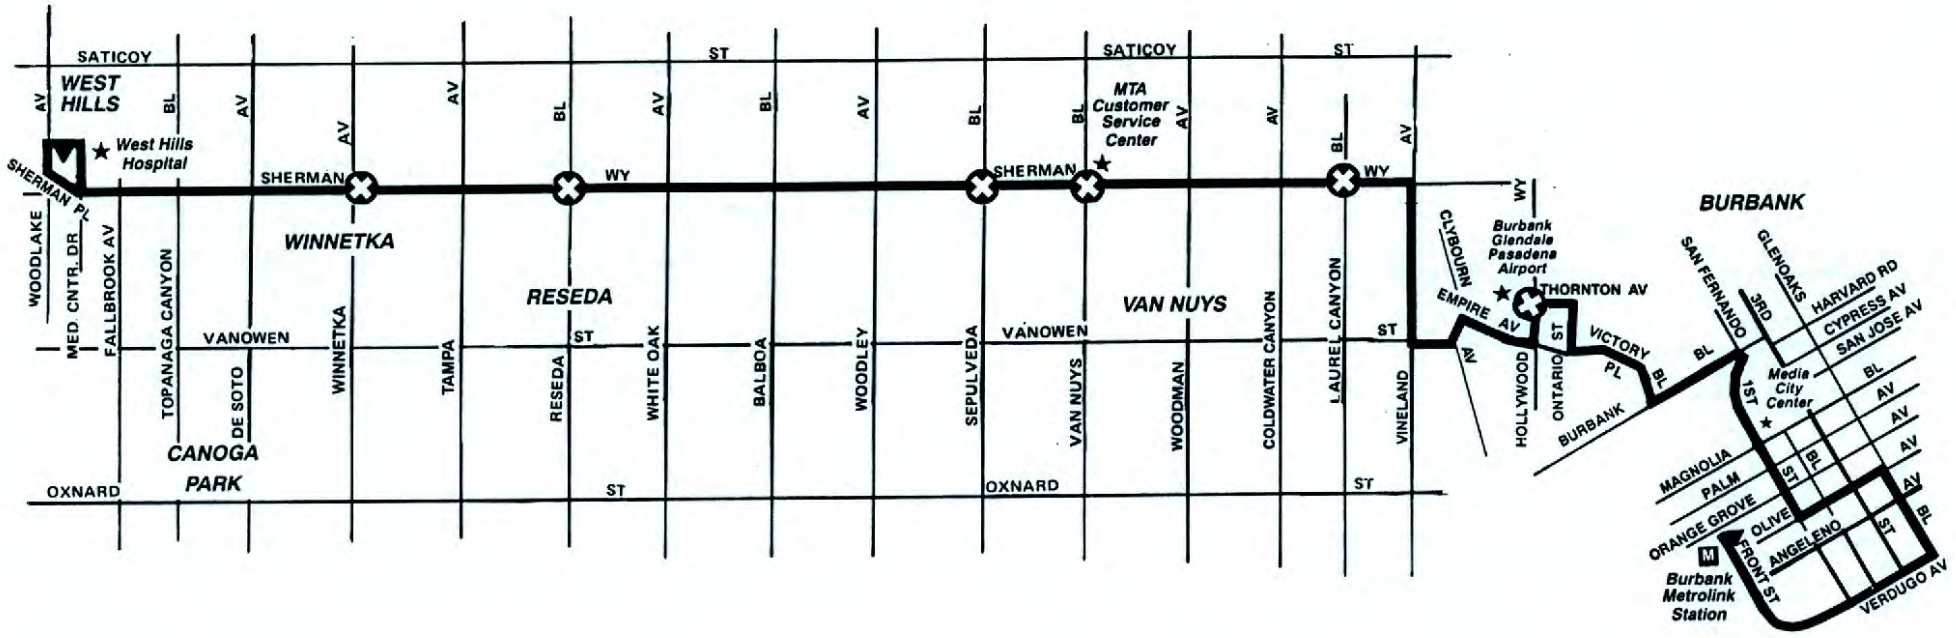 SATICOY
ST
SATICOY
ST
WEST
HILLS
AV
BL
AV
AV
AV
BL
AV
BL
AV
BL
BL
AV
AV
BL
AV
MTA
Customer
Service
Center
West Hills
Hospital
SHERMAN PL
SHERMAN
WY
SHERMAN
WY
WY
WINNETKA
RESEDA
VAN NUYS
BURBANK
WOODLAKE
MED. CNTR. DR
FALLBROOK AV
TOPANAGA CANYON
DE SOTO
WINNETKA
TAMPA
RESEDA
WHITE OAK
BALBOA
WOODLEY
SEPULVEDA
VAN NUYS
WOODMAN
COLDWATER CANYON
LAUREL CANYON
VINELAND
VANOWEN
ST
VANOWEN
ST
CANOGA
PARK
OXNARD
ST
OXNARD
ST
CLYBOURN
AV
Burbank
Glendale
Pasadena
Airport
THORNTON AV
EMPIRE AV
HOLLYWOOD
ONTARIO ST
VICTORY
PL
BL
BURBANK
BL
SAN FERNANDO
BL
GLENOAKS
BL
3RD
ST
HARVARD RD
CYPRESS AV
SAN JOSE AV
1ST
ST
Media
City
Center
MAGNOLIA
BL
PALM
AV
ORANGE GROVE
AV
OLIVE
AV
ANGELENO
AV
FRONT ST
VERDUGO AV
M
Burbank
Metrolink
Station